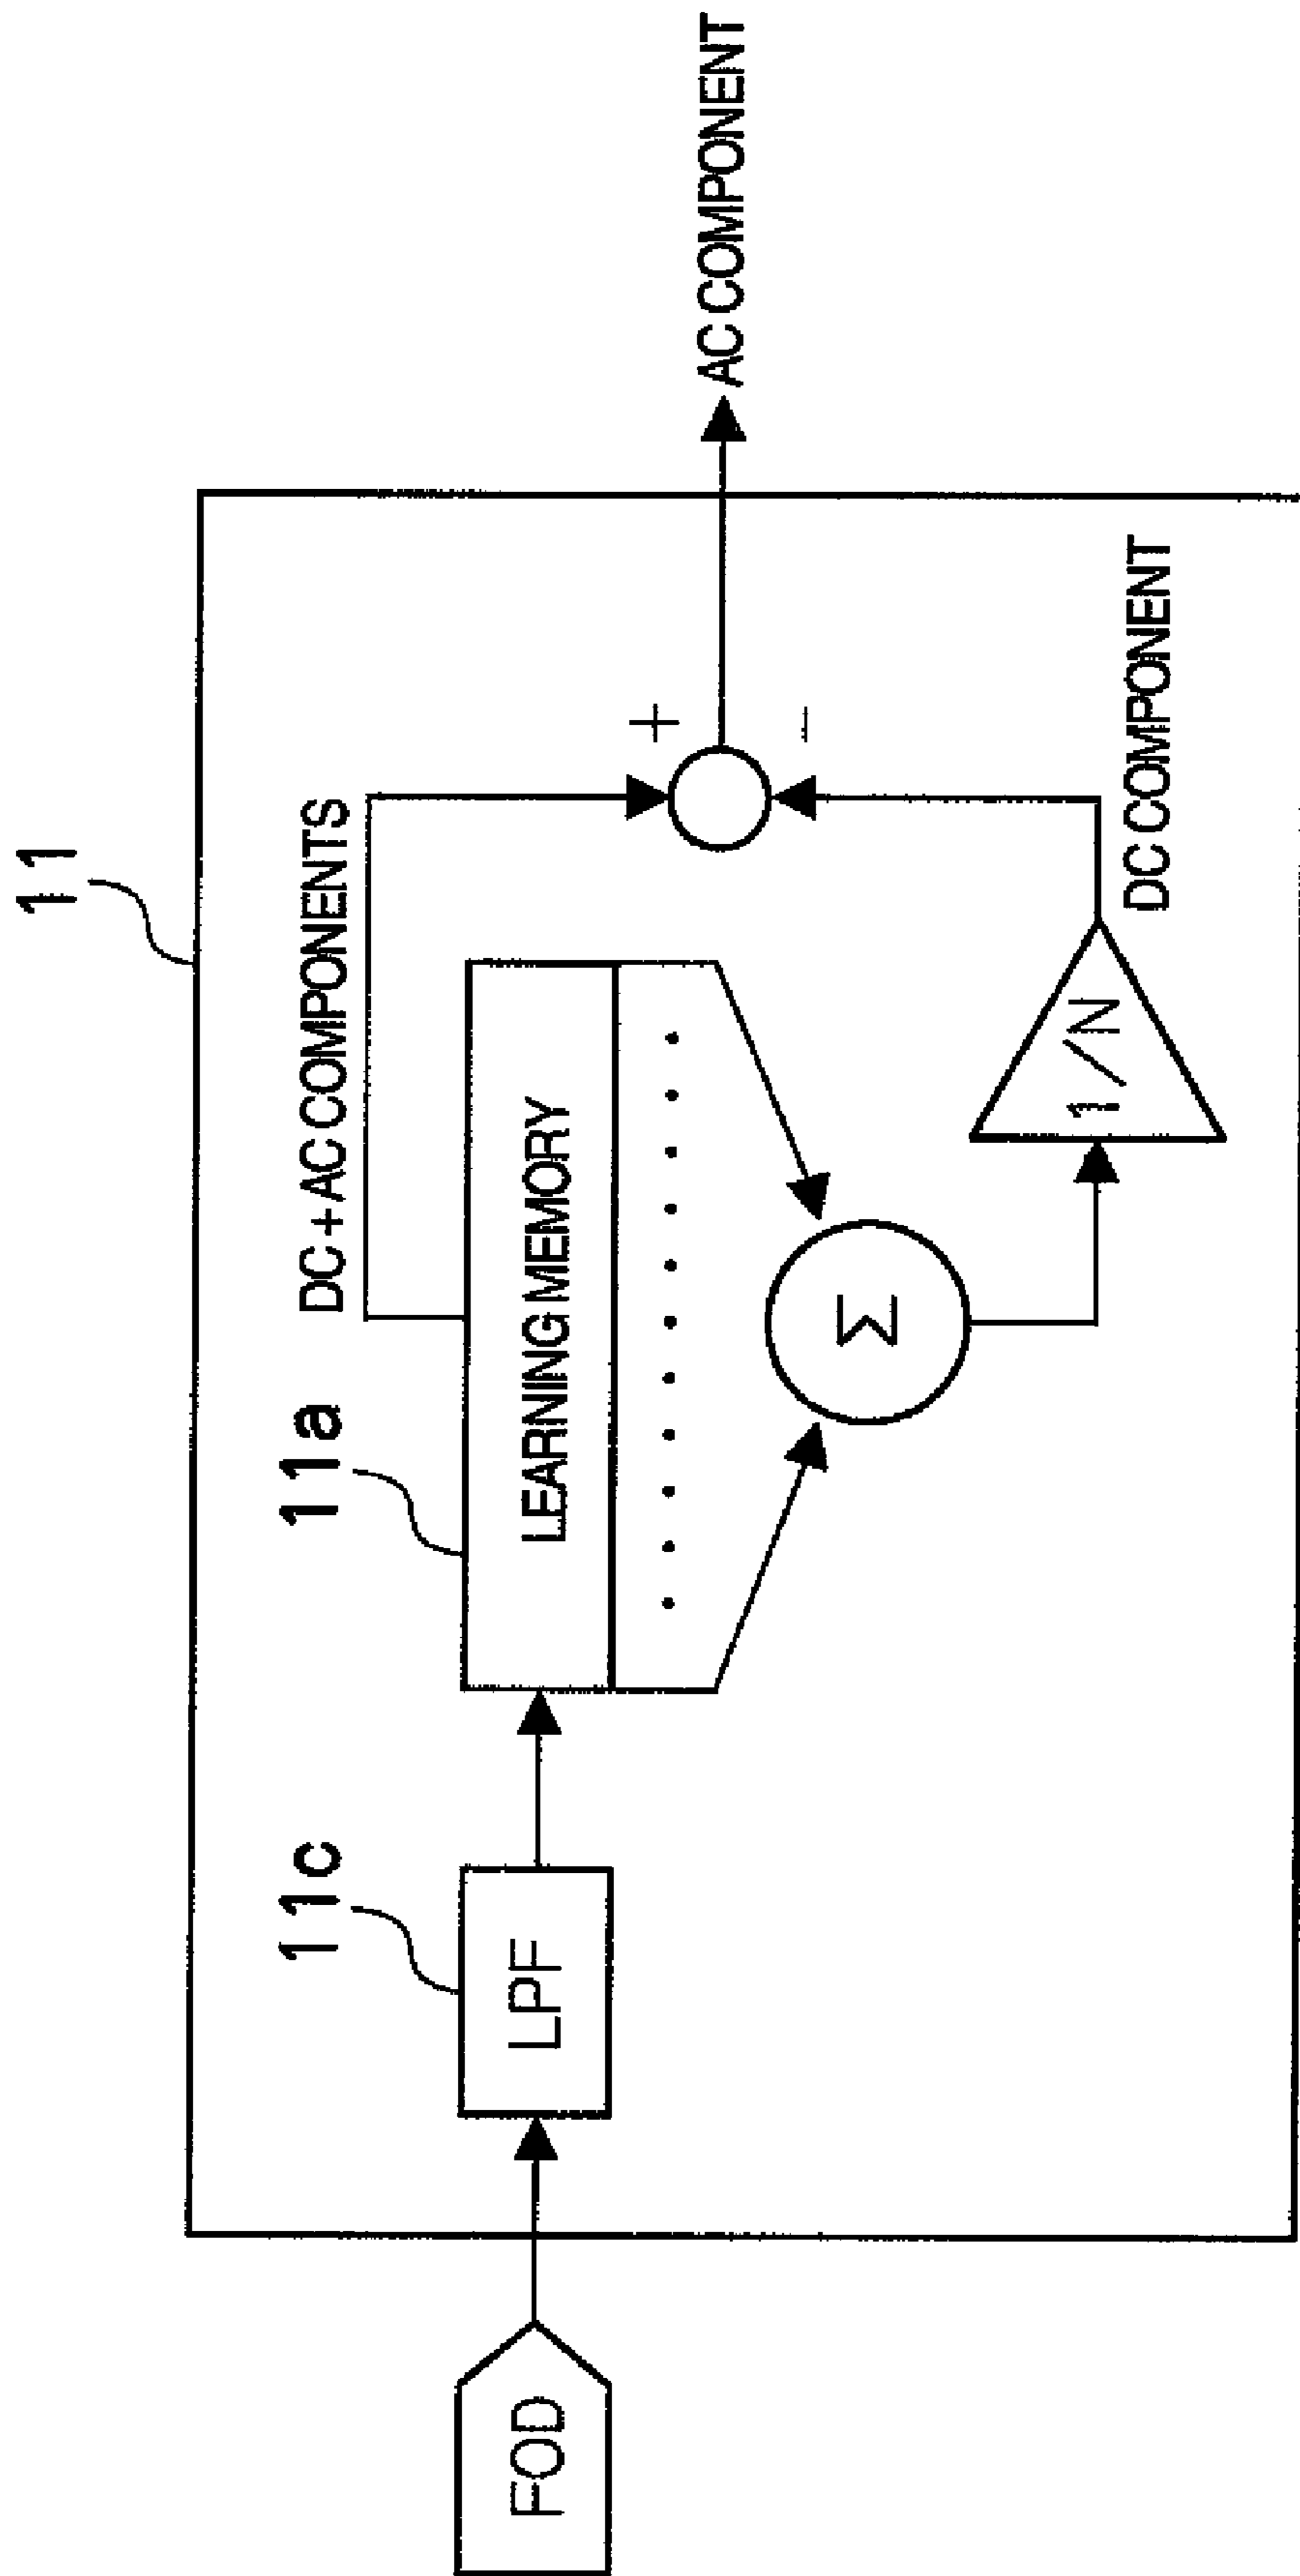 11
11a
11c
DC + AC COMPONENTS
FOD
LPF
LEARNING MEMORY
+
−
AC COMPONENT
Σ
1/N
DC COMPONENT